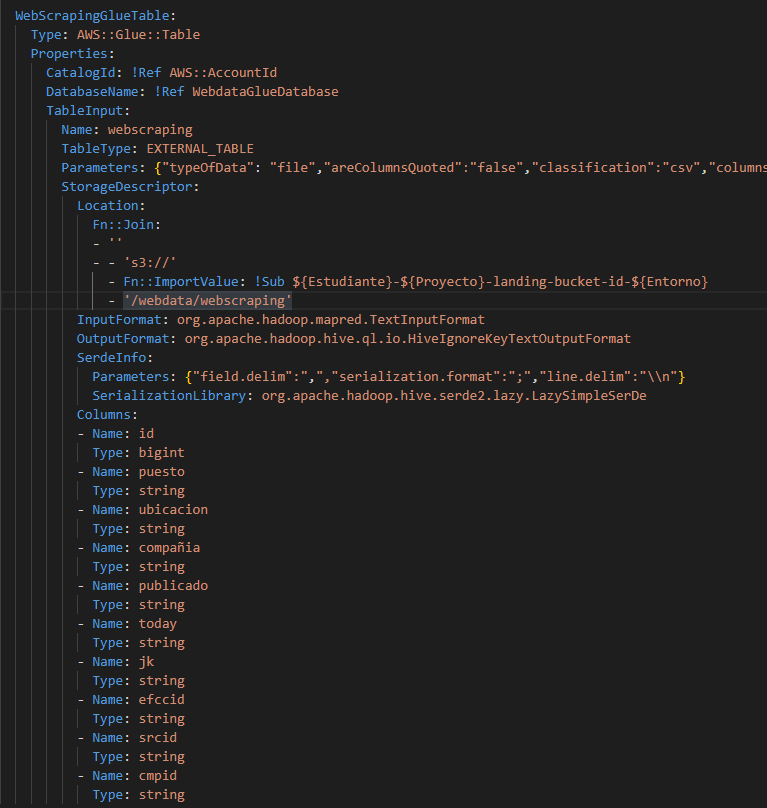 WebScrapingGlueTable:
Type: AWS::Glue::Table
Properties:
CatalogId: !Ref AWS::AccountId
DatabaseName: !Ref WebdataGlueDatabase
TableInput:
Name: webscraping
TableType: EXTERNAL_TABLE
Parameters: {"typeOfData": "file","areColumnsQuoted":"false","classification":"csv","columns
StorageDescriptor:
Location:
Fn::Join:
- ''
- - 's3://'
- Fn::ImportValue: !Sub ${Estudiante}-${Proyecto}-landing-bucket-id-${Entorno}
- '/webdata/webscraping'
InputFormat: org.apache.hadoop.mapred.TextInputFormat
OutputFormat: org.apache.hadoop.hive.ql.io.HiveIgnoreKeyTextOutputFormat
SerdeInfo:
Parameters: {"field.delim":",","serialization.format":";","line.delim":"\\n"}
SerializationLibrary: org.apache.hadoop.hive.serde2.lazy.LazySimpleSerDe
Columns:
- Name: id
Type: bigint
- Name: puesto
Type: string
- Name: ubicacion
Type: string
- Name: compañia
Type: string
- Name: publicado
Type: string
- Name: today
Type: string
- Name: jk
Type: string
- Name: efccid
Type: string
- Name: srcid
Type: string
- Name: cmpid
Type: string